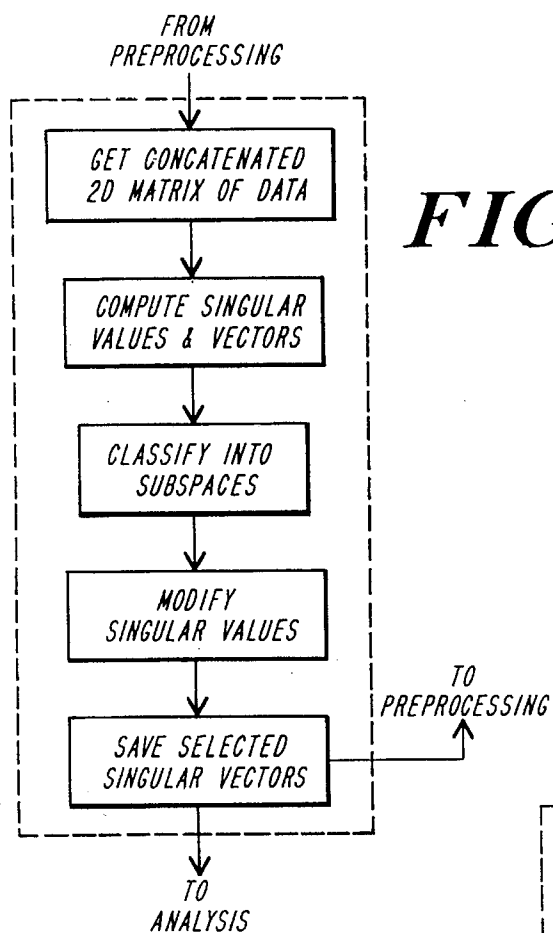 FROM
PREPROCESSING
GET CONCATENATED
2D MATRIX OF DATA
FIG
COMPUTE SINGULAR
VALUES & VECTORS
CLASSIFY INTO
SUBSPACES
MODIFY
SINGULAR VALUES
TO
PREPROCESSING
SAVE SELECTED
SINGULAR VECTORS
TO
ANALYSIS